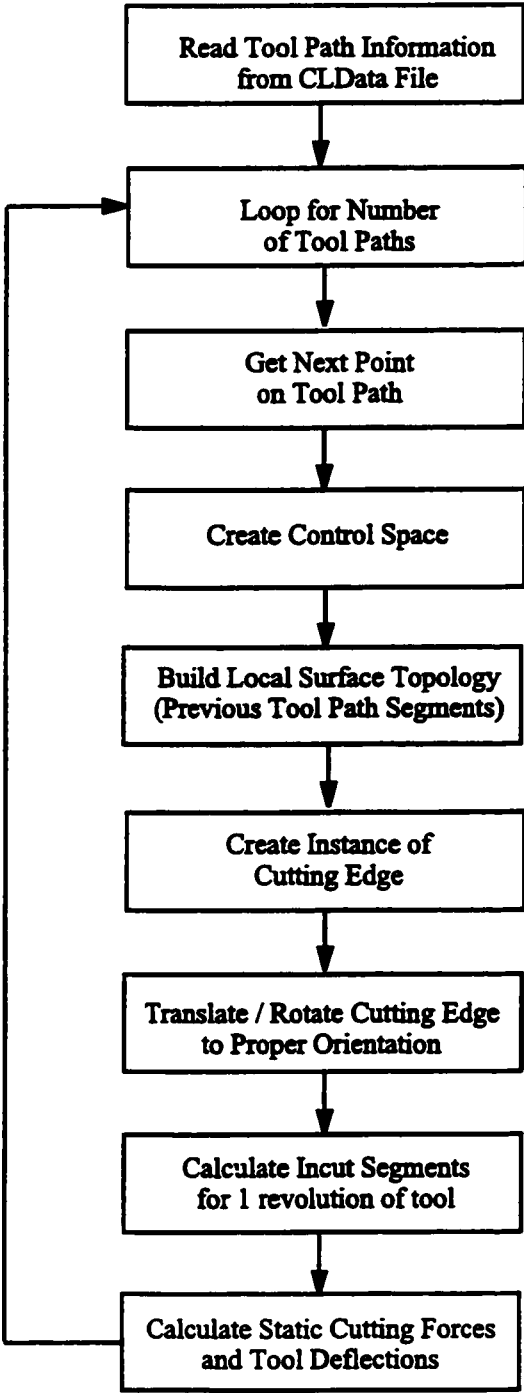 Read Tool Path Information
from CLData File
Loop for Number
of Tool Paths
Get Next Point
on Tool Path
Create Control Space
Build Local Surface Topology
(Previous Tool Path Segments)
Create Instance of
Cutting Edge
Translate / Rotate Cutting Edge
to Proper Orientation
Calculate Incut Segments
for 1 revolution of tool
Calculate Static Cutting Forces
and Tool Deflections